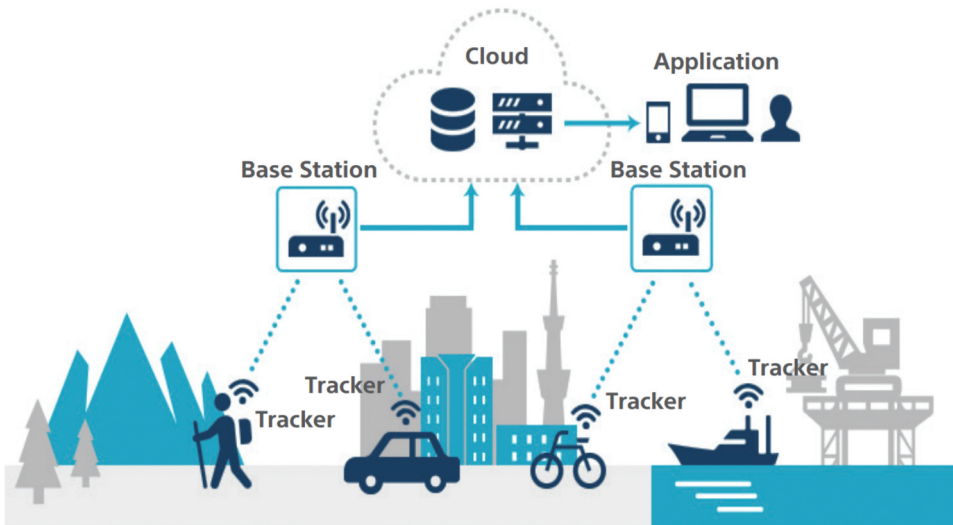 Cloud
Application
Base Station
Base Station
Tracker
Tracker
Tracker
Tracker